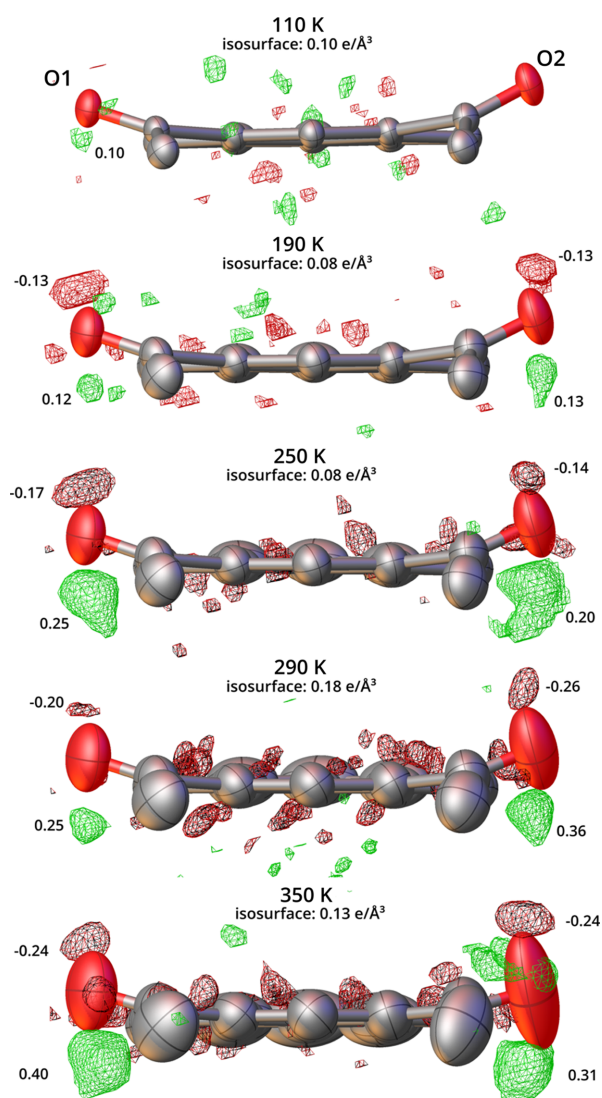 110 K
isosurface: 0.10 e/Å³
O1
O2
0.10
190 K
isosurface: 0.08 e/Å³
-0.13
-0.13
0.12
0.13
250 K
isosurface: 0.08 e/Å³
-0.17
-0.14
0.25
0.20
290 K
isosurface: 0.18 e/Å³
-0.20
-0.26
0.25
0.36
350 K
isosurface: 0.13 e/Å³
-0.24
-0.24
0.40
0.31